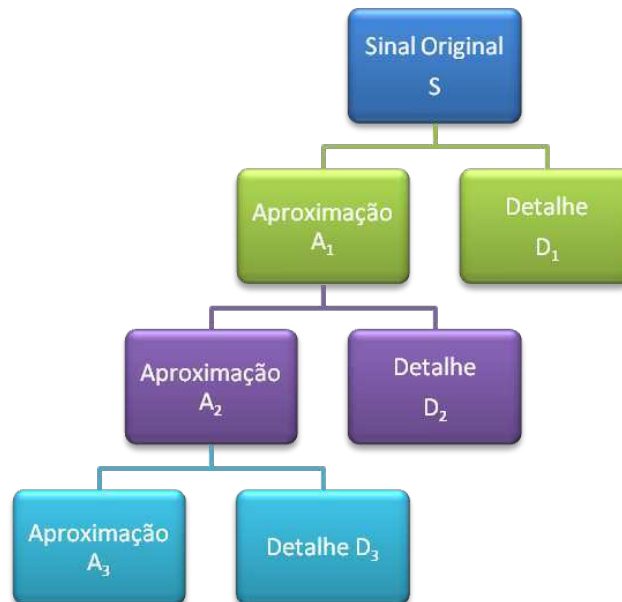 Sinal Original
S
Aproximação
A₁
Detalhe
D₁
Aproximação
A₂
Detalhe
D₂
Aproximação
A₃
Detalhe D₃